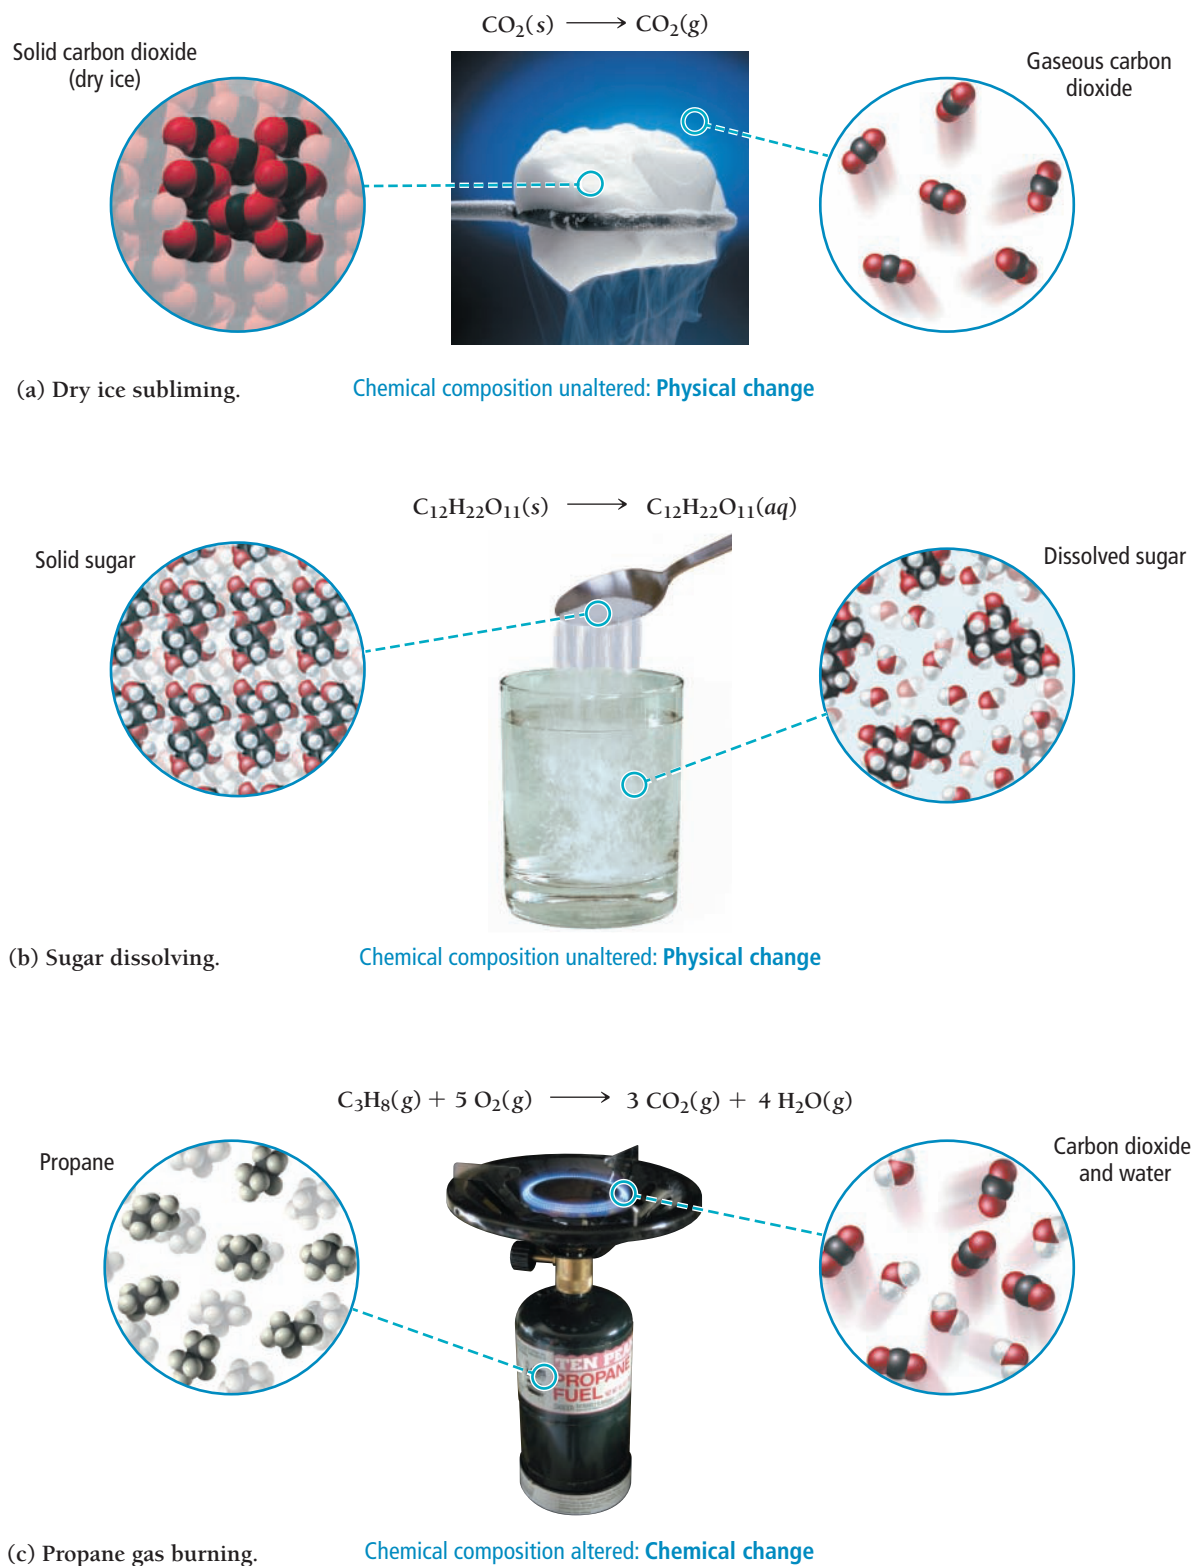 CO₂(s) ⟶ CO₂(g)
Solid carbon dioxide
(dry ice)
Gaseous carbon
dioxide
(a) Dry ice subliming.
Chemical composition unaltered: Physical change
C₁₂H₂₂O₁₁(s) ⟶ C₁₂H₂₂O₁₁(aq)
Solid sugar
Dissolved sugar
(b) Sugar dissolving.
Chemical composition unaltered: Physical change
C₃H₈(g) + 5 O₂(g) ⟶ 3 CO₂(g) + 4 H₂O(g)
Propane
Carbon dioxide
and water
TEN PEA
PROPANE
FUEL
(c) Propane gas burning.
Chemical composition altered: Chemical change